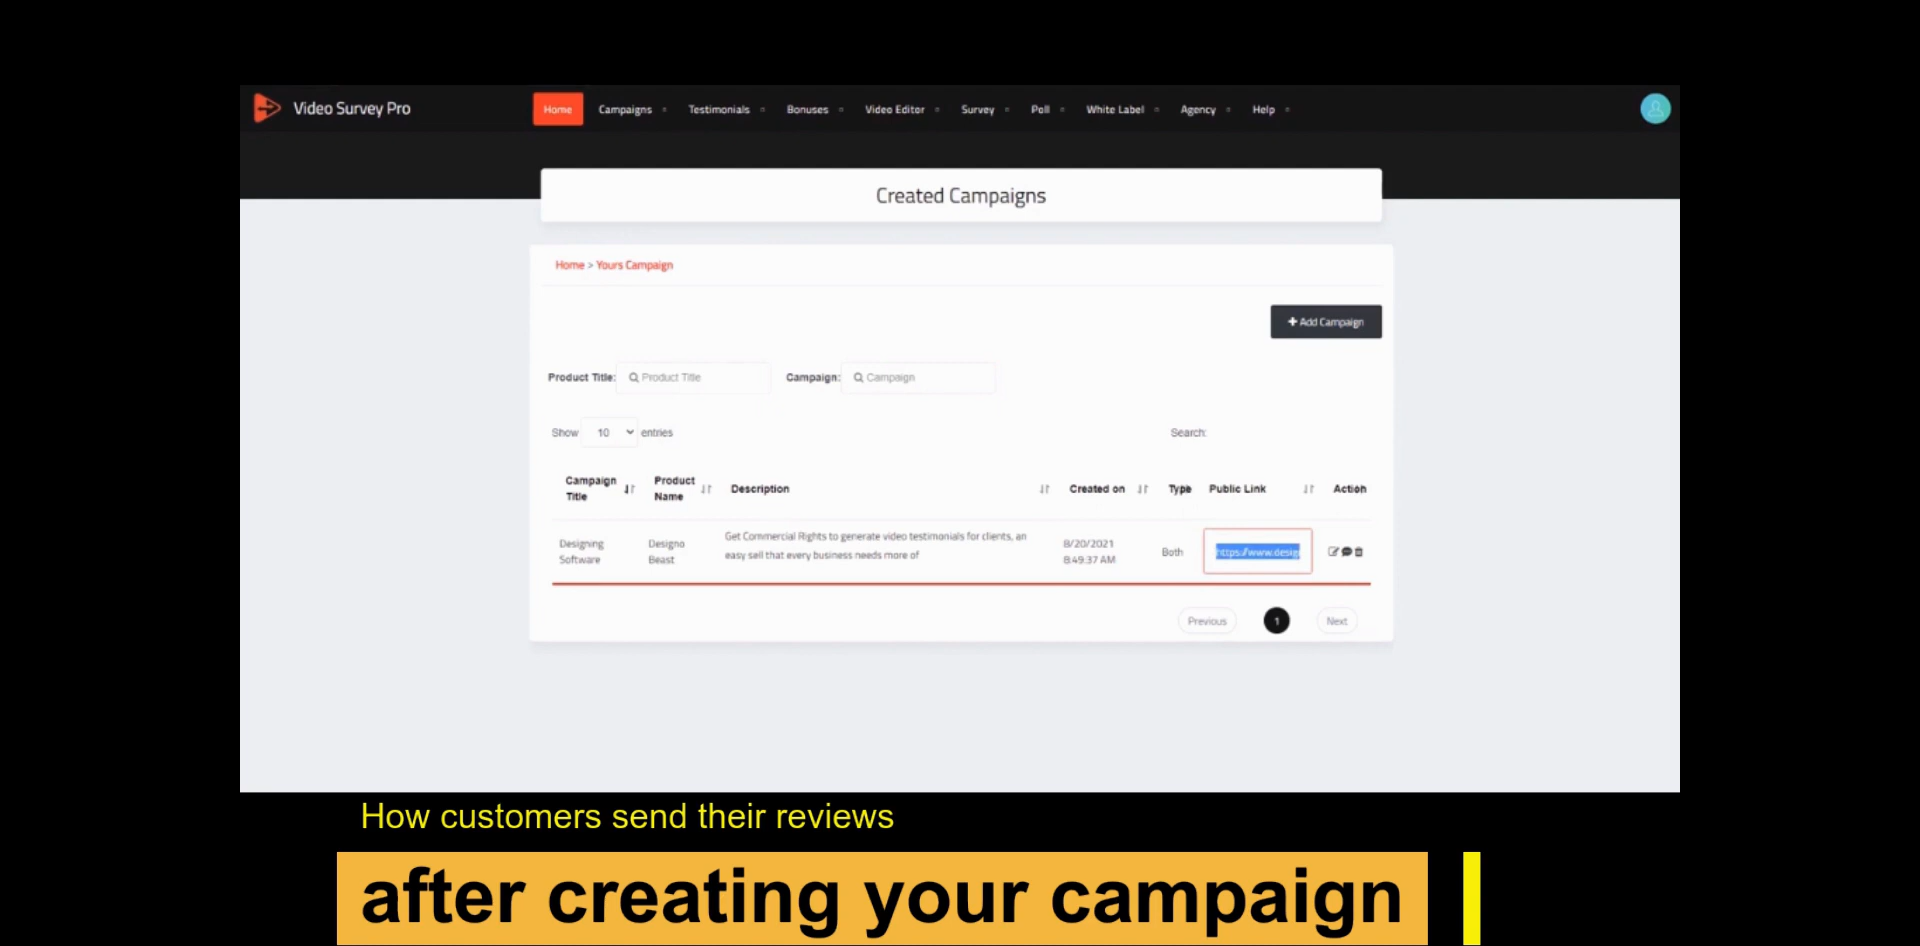 Video Survey Pro
Home Campaigns Testimonials Bonuses Video Editor Survey Poll White Label Agency Help
Created Campaigns
Home > Yours Campaign
+ Add Campaign
Product Title: Product Title Campaign: Campaign
Show 10 entries Search:
Campaign Title Product Name Description Created on Type Public Link Action
Designing Software Designo Beast Get Commercial Rights to generate video testimonials for clients, an easy sell that every business needs more of 8/20/2021 8:49:37 AM Both https://www.desig
Previous 1 Next
How customers send their reviews
after creating your campaign